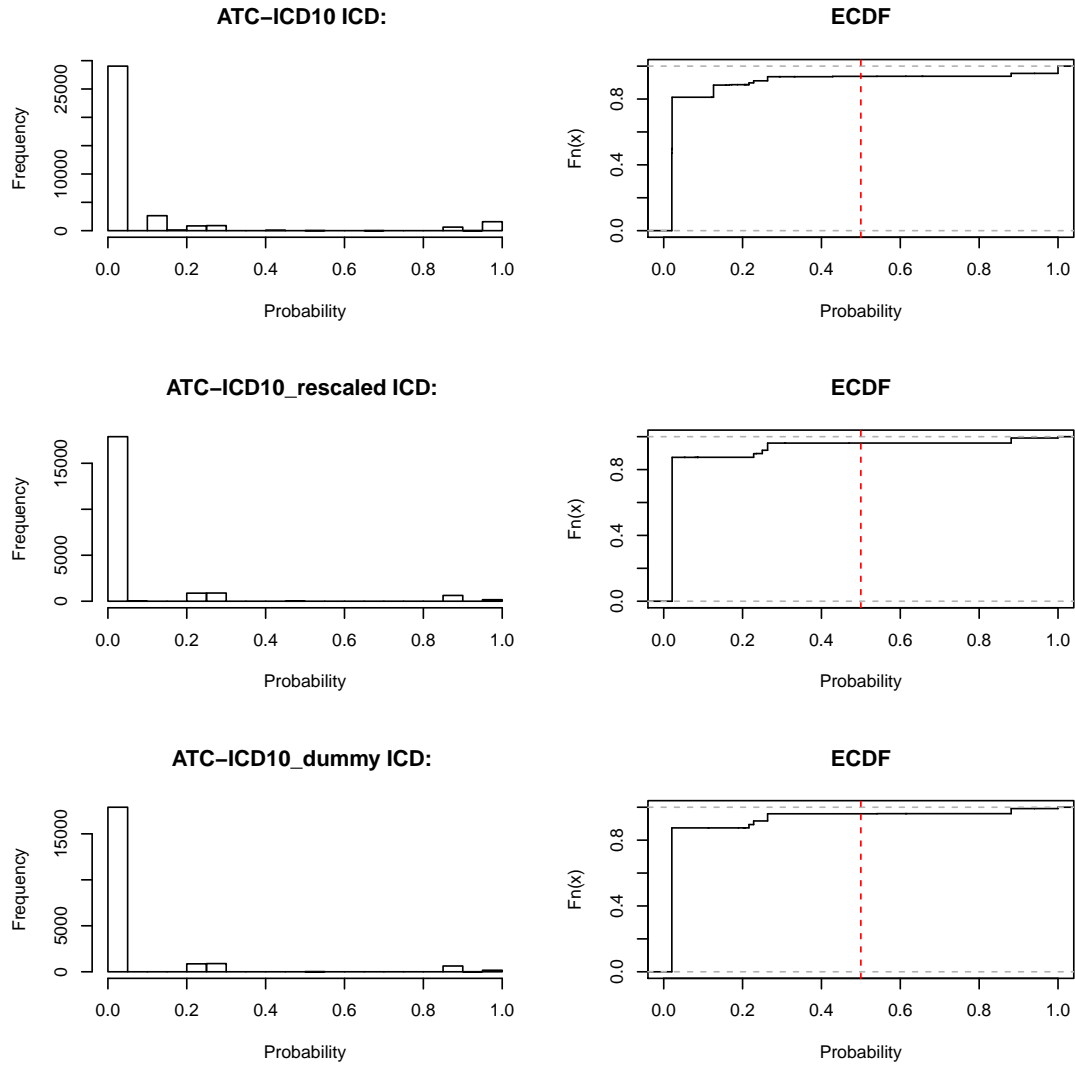 ATC−ICD10 ICD:
Frequency
0 10000 25000
0.0 0.2 0.4 0.6 0.8 1.0
Probability
ECDF
Fn(x)
0.0 0.4 0.8
0.0 0.2 0.4 0.6 0.8 1.0
Probability
ATC−ICD10_rescaled ICD:
Frequency
0 5000 15000
0.0 0.2 0.4 0.6 0.8 1.0
Probability
ECDF
Fn(x)
0.0 0.4 0.8
0.0 0.2 0.4 0.6 0.8 1.0
Probability
ATC−ICD10_dummy ICD:
Frequency
0 5000 15000
0.0 0.2 0.4 0.6 0.8 1.0
Probability
ECDF
Fn(x)
0.0 0.4 0.8
0.0 0.2 0.4 0.6 0.8 1.0
Probability